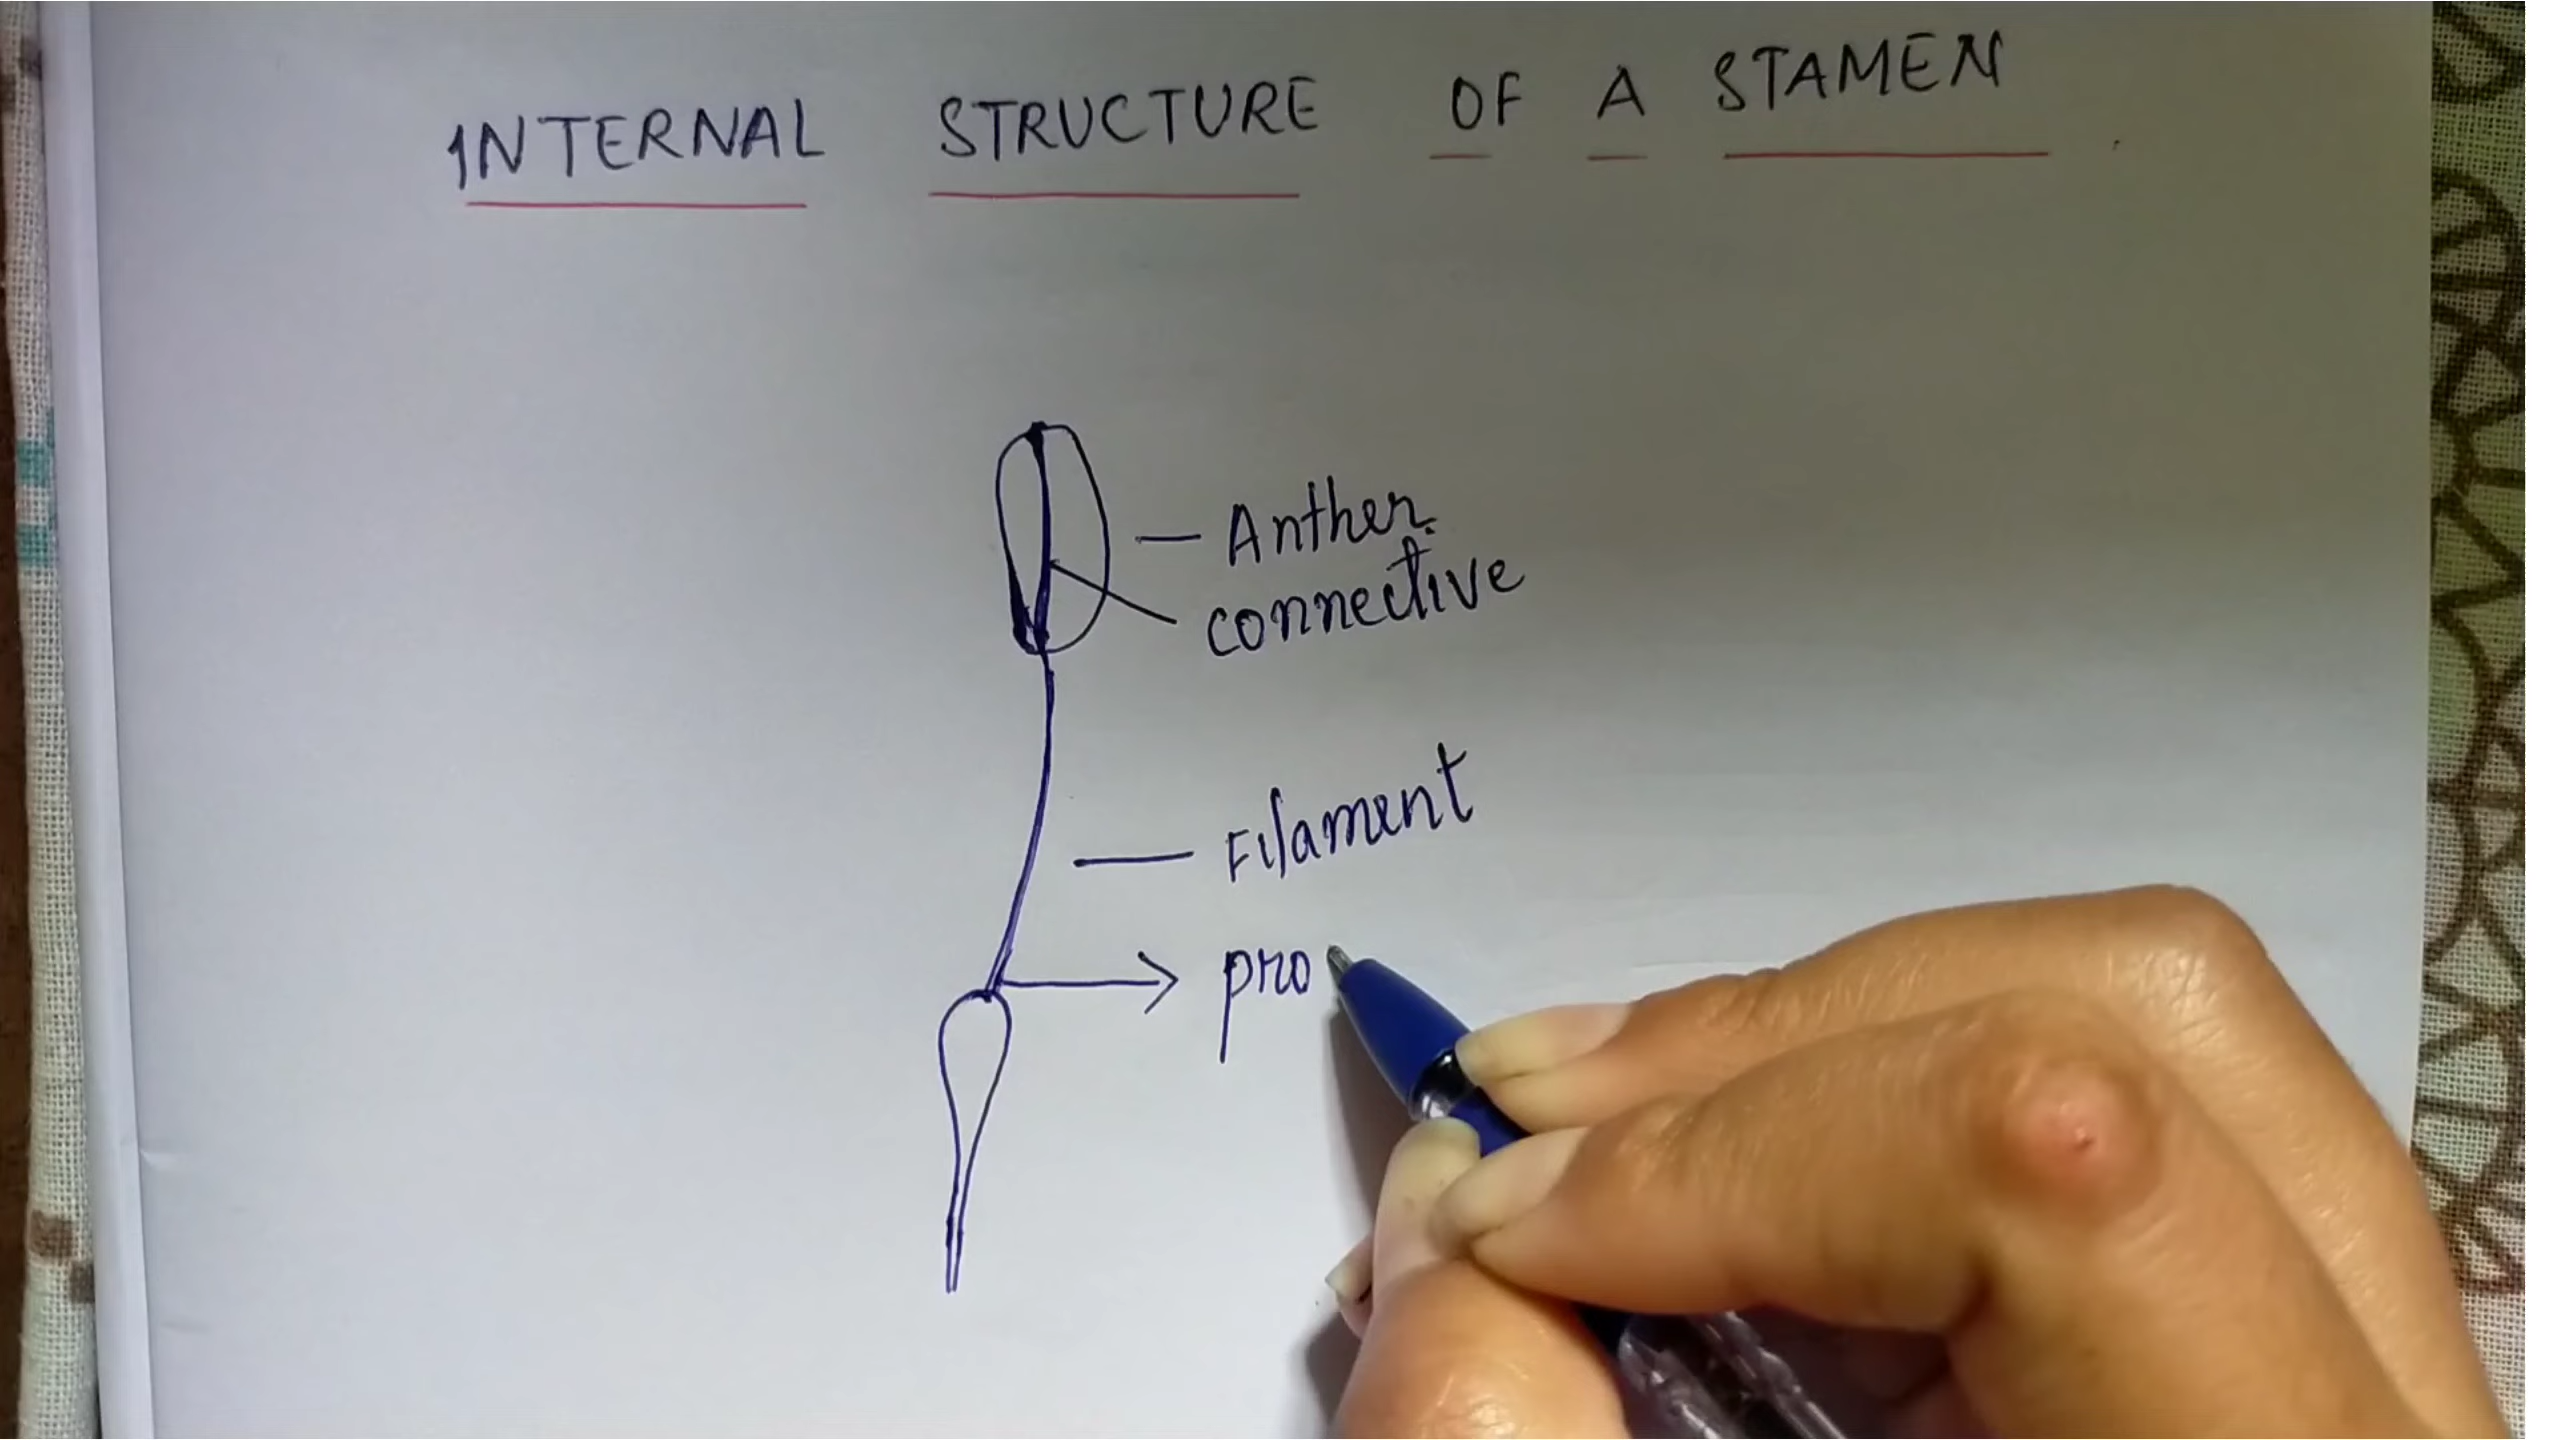 INTERNAL STRUCTURE OF A STAMEN
Anther
connective
Filament
pro